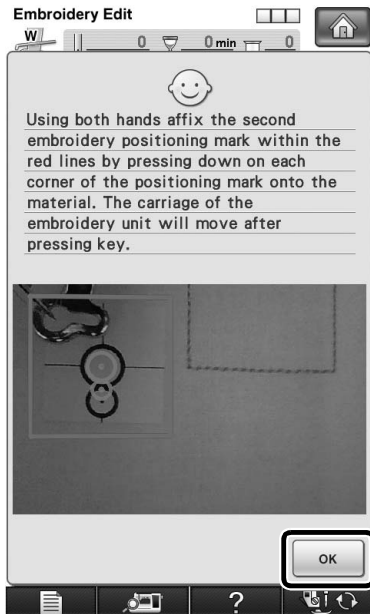 Embroidery Edit
W
0 0 min 0
Using both hands affix the second
embroidery positioning mark within the
red lines by pressing down on each
corner of the positioning mark onto the
material. The carriage of the
embroidery unit will move after
pressing key.
OK
?